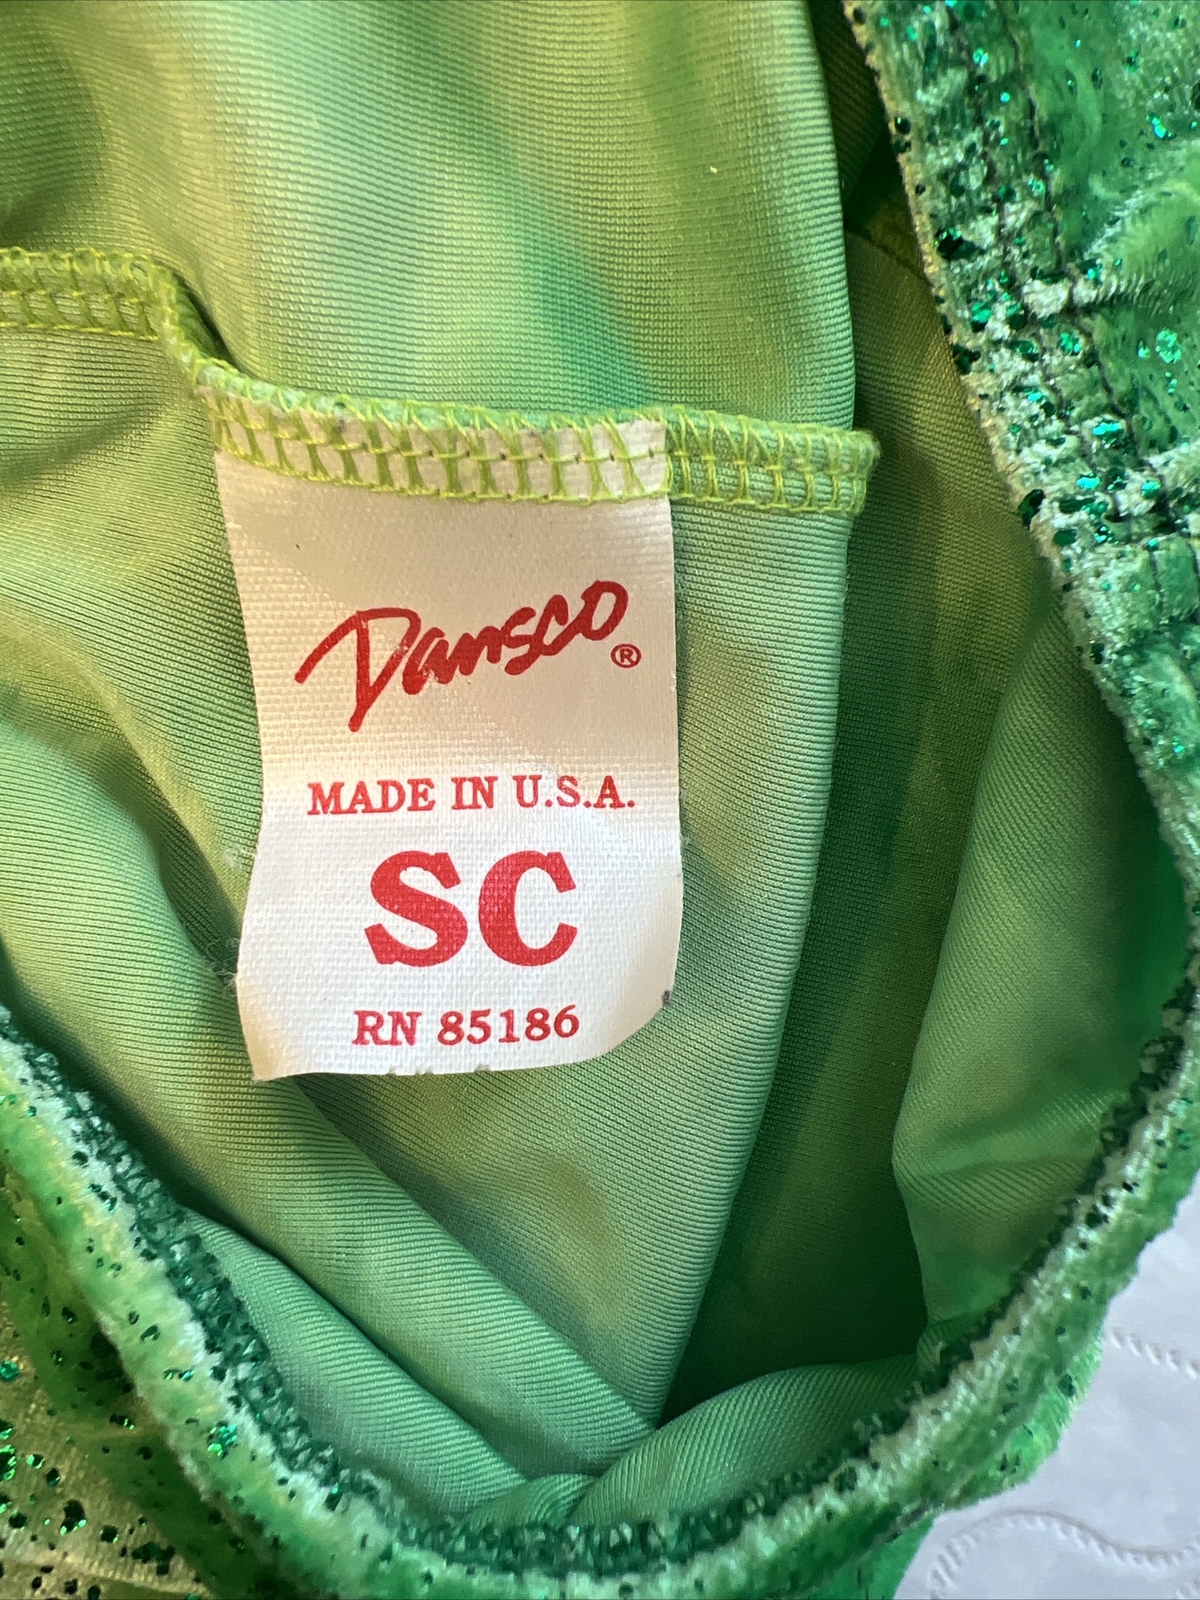 Dansco®
MADE IN U.S.A.
SC
RN 85186